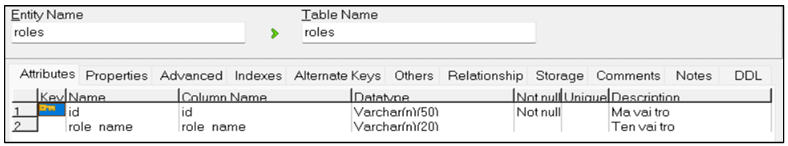 Entity Name Table Name
roles roles
Attributes Properties Advanced Indexes Alternate Keys Others Relationship Storage Comments Notes DDL
Key Name Column Name Datatype Not null Unique Description
1 id id Varchar(n)(50) Not null Ma vai tro
2 role_name role_name Varchar(n)(20) Ten vai tro